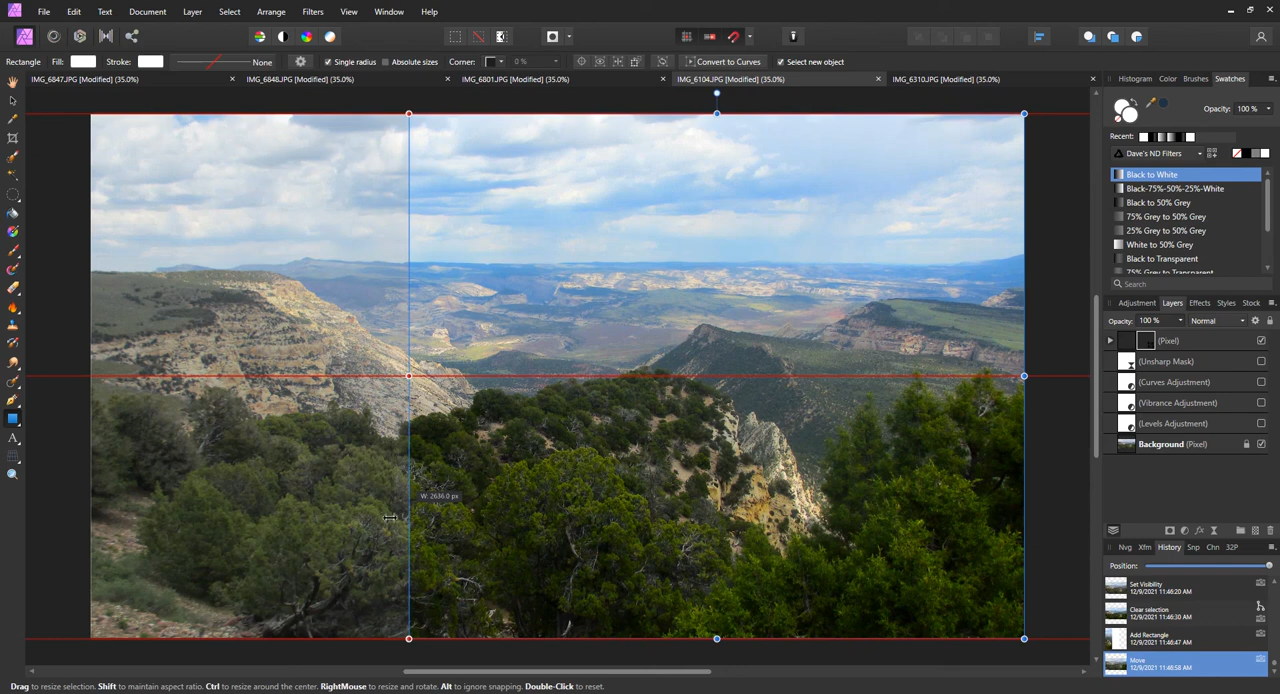 File Edit Text Document Layer Select Arrange Filters View Window Help
Rectangle Fill: Stroke: None Single radius Absolute sizes Corner: 0 % Convert to Curves Select new object
IMG_6847.JPG [Modified] (35.0%) IMG_6848.JPG [Modified] (35.0%) IMG_6801.JPG [Modified] (35.0%) IMG_6104.JPG [Modified] (35.0%) IMG_6310.JPG [Modified] (35.0%)
Histogram Color Brushes Swatches
Opacity: 100 %
Recent:
Dave's ND Filters
Black to White
Black-75%-50%-25%-White
Black to 50% Grey
75% Grey to 50% Grey
25% Grey to 50% Grey
White to 50% Grey
Black to Transparent
75% Grey to Transparent
Search
Adjustment Layers Effects Styles Stock
Opacity: 100 % Normal
(Pixel)
(Unsharp Mask)
(Curves Adjustment)
(Vibrance Adjustment)
(Levels Adjustment)
Background (Pixel)
W: 2636.0 px
Nvg Xfm History Snp Chn 32P
Position:
Set Visibility
12/9/2021 11:46:20 AM
Clear selection
12/9/2021 11:46:30 AM
Add Rectangle
12/9/2021 11:46:47 AM
Move
12/9/2021 11:46:58 AM
Drag to resize selection. Shift to maintain aspect ratio. Ctrl to resize around the center. RightMouse to resize and rotate. Alt to ignore snapping. Double-Click to reset.